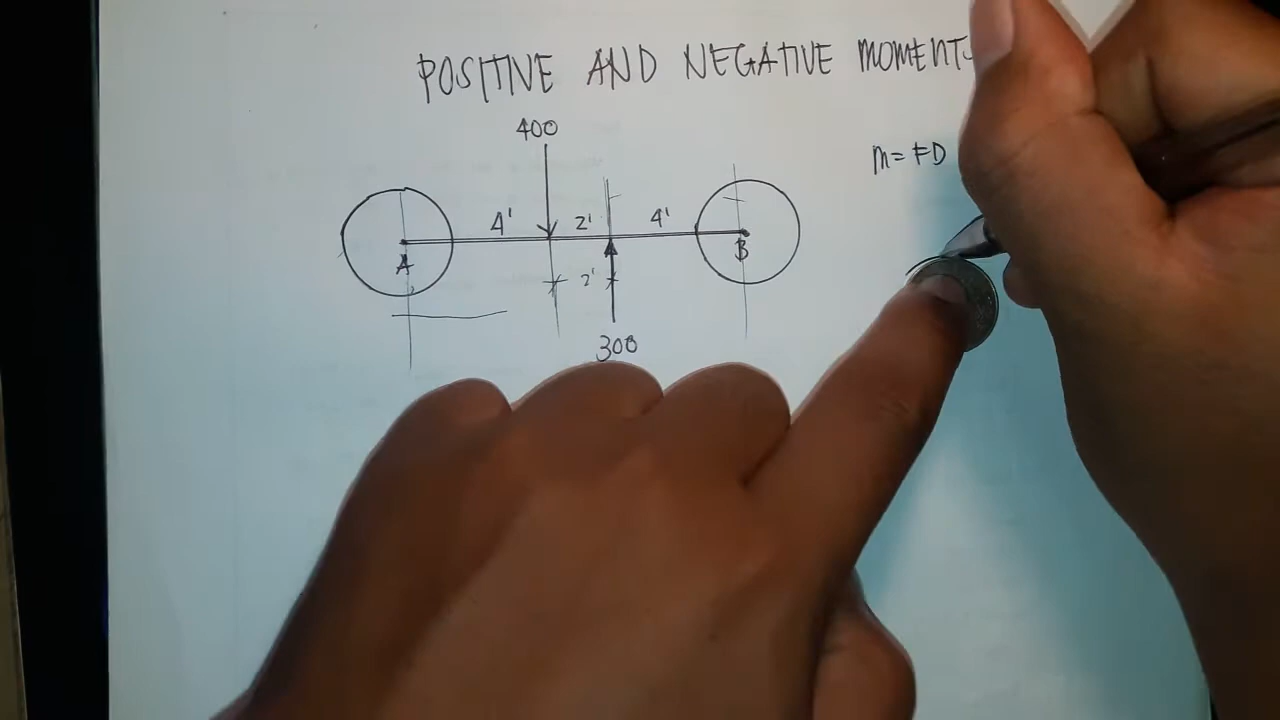 POSITIVE AND NEGATIVE MOMENTS
400
M = FD
4' 2' 4'
A B
2'
300